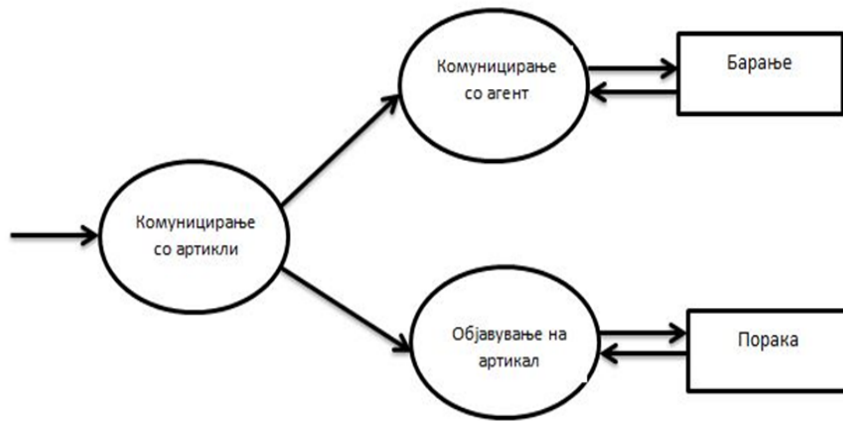 Комуницирање
со агент
Барање
Комуницирање
со артикли
Објавување на
артикал
Порака